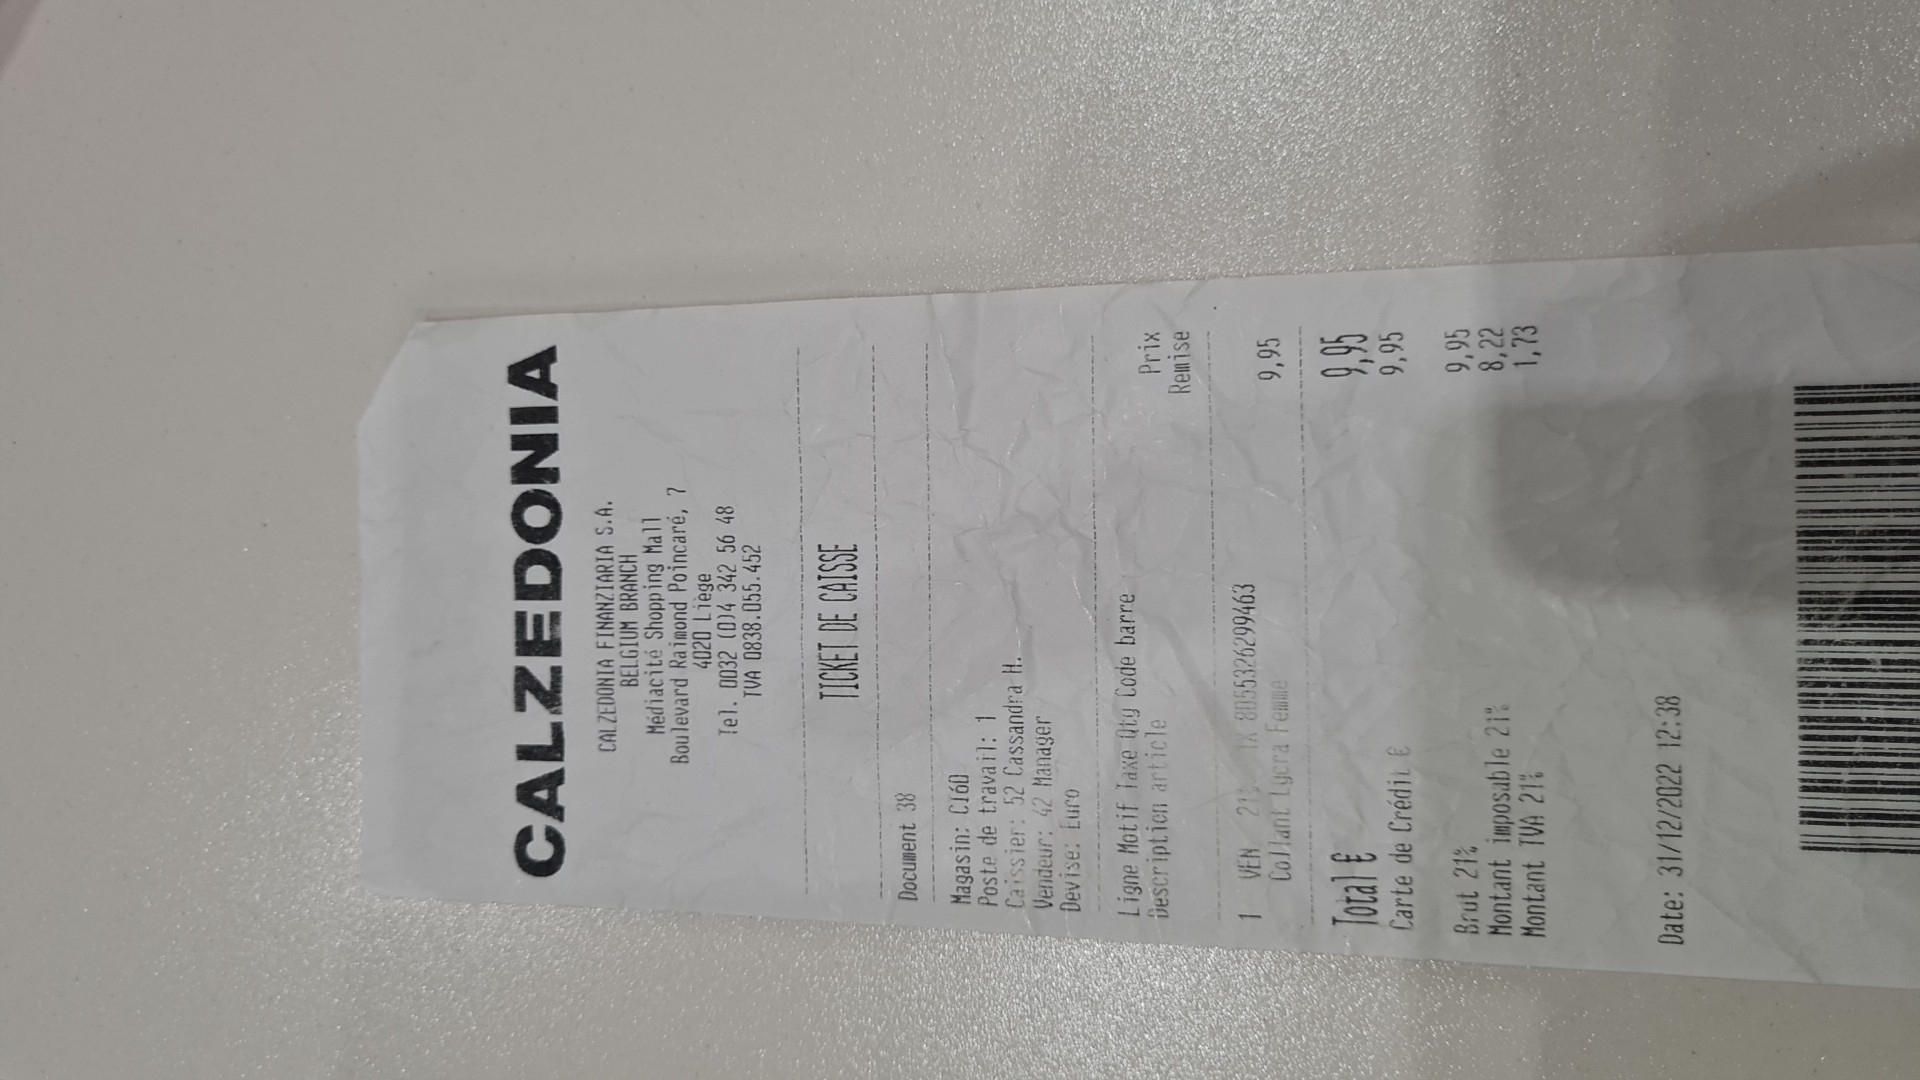 CALZEDONIA
CALZEDONIA FINANZIARIA S.A.
BELGIUM BRANCH
Médiacité Shopping Mall
Boulevard Raimond Poincaré, 7
4020 Liège
Tel. 0032 (0)4 342 56 48
TVA 0838.055.452
TICKET DE CAISSE
Document 38
Magasin: CI60
Poste de travail: 1
Caissier: 52 Cassandra H.
Vendeur: 42 Manager
Devise: Euro
Ligne Motif Taxe Qty Code barre Prix
Description article Remise
1 VEN 21% 1X 8055326299463 9,95
Collant Lycra Femme
Total € 9,95
Carte de Crédit € 9,95
Brut 21% 9,95
Montant imposable 21% 8,22
Montant TVA 21% 1,73
Date: 31/12/2022 12:38